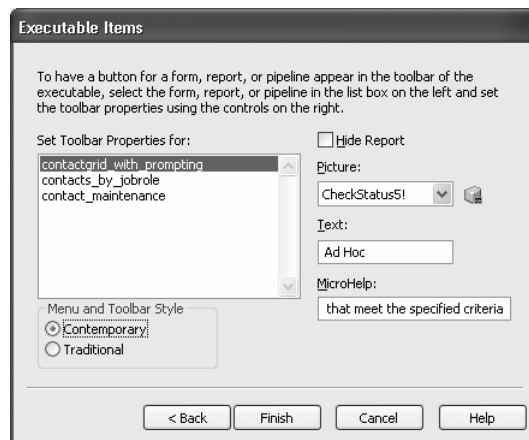 Executable Items
To have a button for a form, report, or pipeline appear in the toolbar of the
executable, select the form, report, or pipeline in the list box on the left and set
the toolbar properties using the controls on the right.
Set Toolbar Properties for:
contactgrid_with_prompting
contacts_by_jobrole
contact_maintenance
Menu and Toolbar Style
Contemporary
Traditional
Hide Report
Picture:
CheckStatus5!
Text:
Ad Hoc
MicroHelp:
that meet the specified criteria
< Back
Finish
Cancel
Help